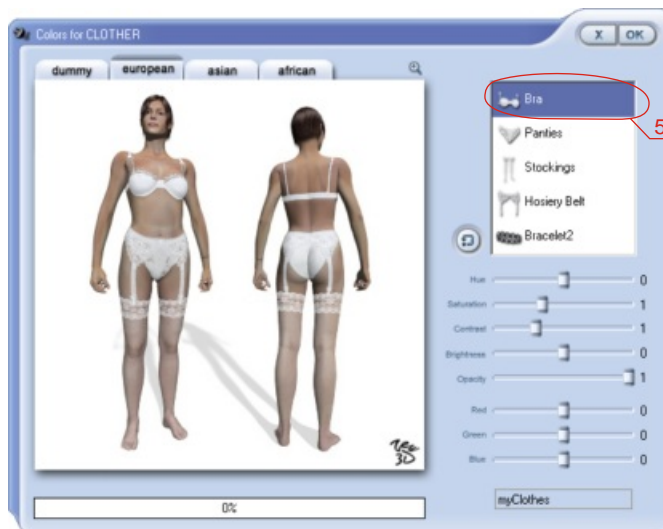 Colors for CLOTHER
X OK
dummy european asian african
Bra
5
Panties
Stockings
Hosiery Belt
Bracelet2
Hue 0
Saturation 1
Contrast 1
Brightness 0
Opacity 1
Red 0
Green 0
Blue 0
3D
0%
myClothes